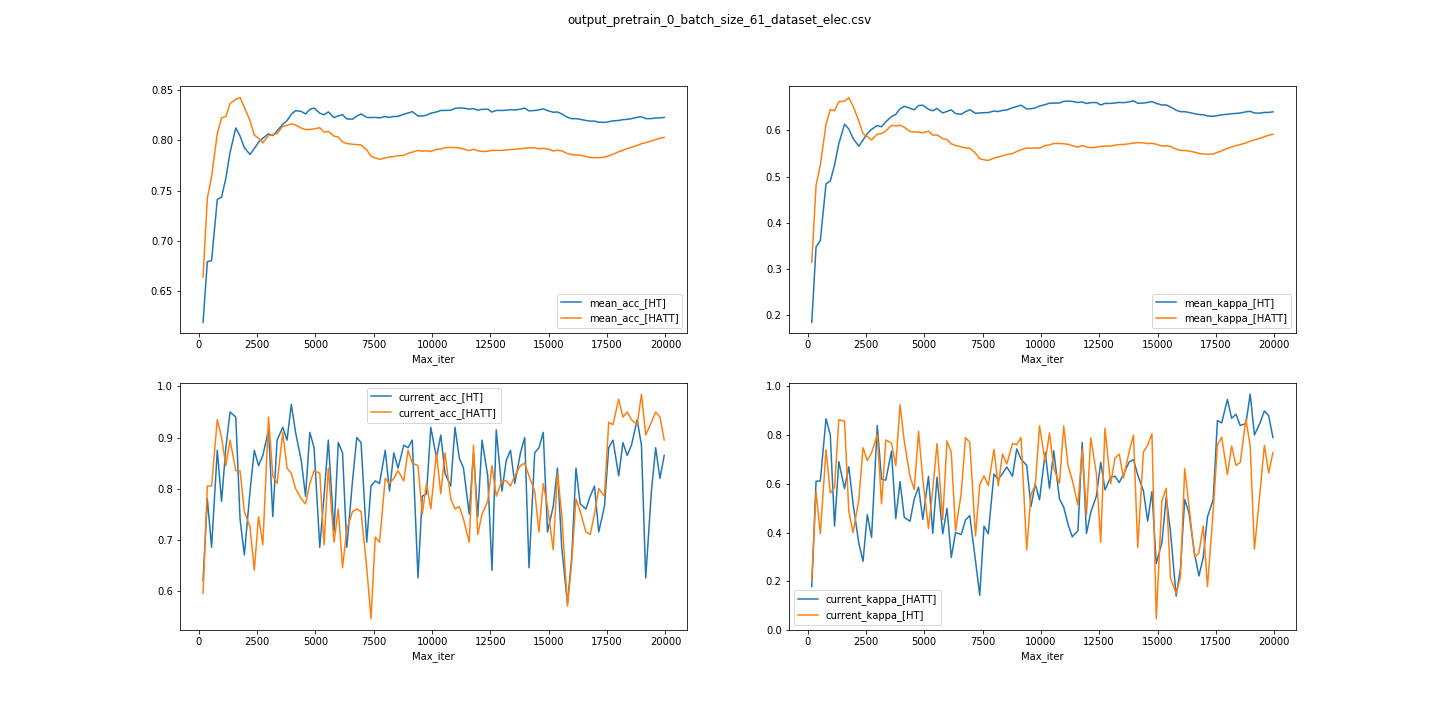 output_pretrain_0_batch_size_61_dataset_elec.csv
0.85
0.80
0.75
0.70
0.65
mean_acc_[HT]
mean_acc_[HATT]
0 2500 5000 7500 10000 12500 15000 17500 20000
Max_iter
0.6
0.5
0.4
0.3
0.2
mean_kappa_[HT]
mean_kappa_[HATT]
0 2500 5000 7500 10000 12500 15000 17500 20000
Max_iter
1.0
0.9
0.8
0.7
0.6
current_acc_[HT]
current_acc_[HATT]
0 2500 5000 7500 10000 12500 15000 17500 20000
Max_iter
1.0
0.8
0.6
0.4
0.2
0.0
current_kappa_[HATT]
current_kappa_[HT]
0 2500 5000 7500 10000 12500 15000 17500 20000
Max_iter